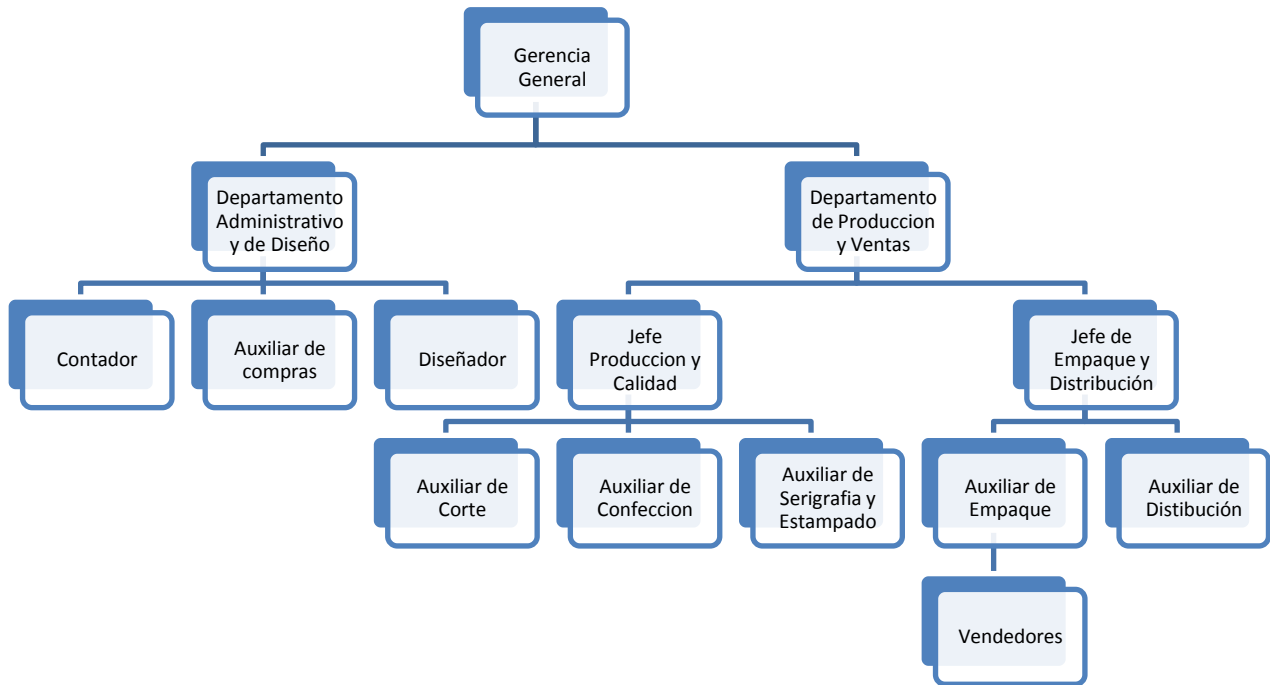 Gerencia
General
Departamento
Administrativo
y de Diseño
Departamento
de Produccion
y Ventas
Contador
Auxiliar de
compras
Diseñador
Jefe
Produccion y
Calidad
Jefe de
Empaque y
Distribución
Auxiliar de
Corte
Auxiliar de
Confeccion
Auxiliar de
Serigrafia y
Estampado
Auxiliar de
Empaque
Auxiliar de
Distibución
Vendedores